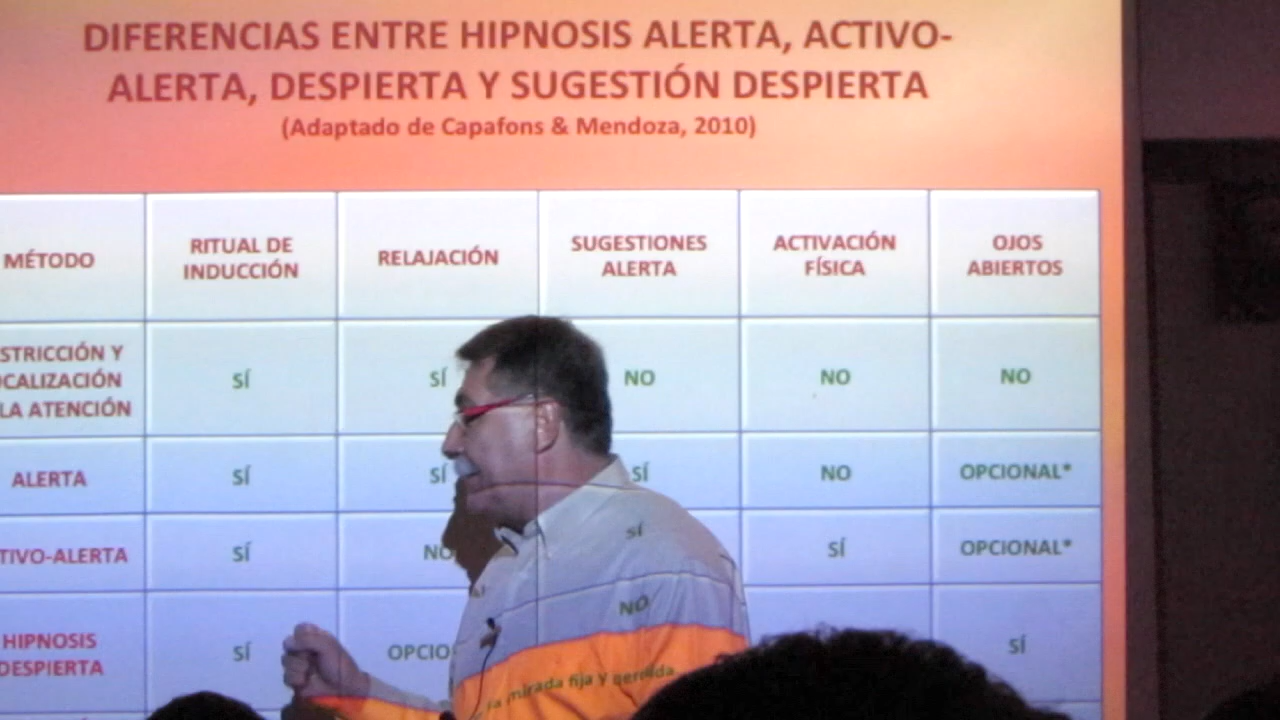 DIFERENCIAS ENTRE HIPNOSIS ALERTA, ACTIVO-
ALERTA, DESPIERTA Y SUGESTIÓN DESPIERTA
(Adaptado de Capafons & Mendoza, 2010)
MÉTODO
RITUAL DE
INDUCCIÓN
RELAJACIÓN
SUGESTIONES
ALERTA
ACTIVACIÓN
FÍSICA
OJOS
ABIERTOS
STRICCIÓN Y
OCALIZACIÓN
LA ATENCIÓN
SÍ
SÍ
NO
NO
NO
ALERTA
SÍ
SÍ
SÍ
NO
OPCIONAL*
TIVO-ALERTA
SÍ
NO
SÍ
SÍ
OPCIONAL*
HIPNOSIS
DESPIERTA
SÍ
OPCIO
NO
SÍ
la mirada fija y perdida